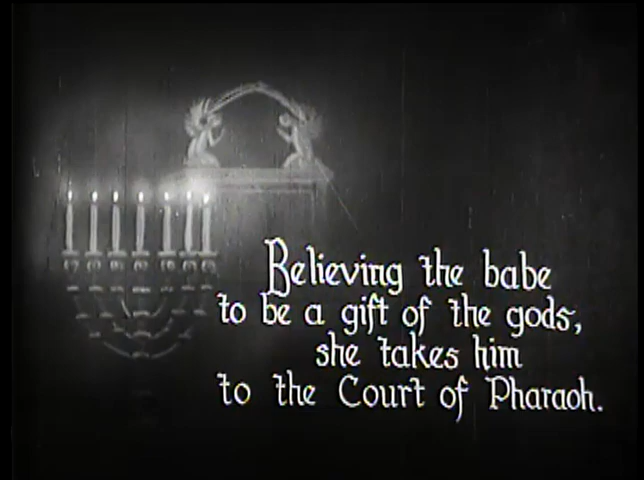 Believing the babe
to be a gift of the gods,
she takes him
to the Court of Pharaoh.